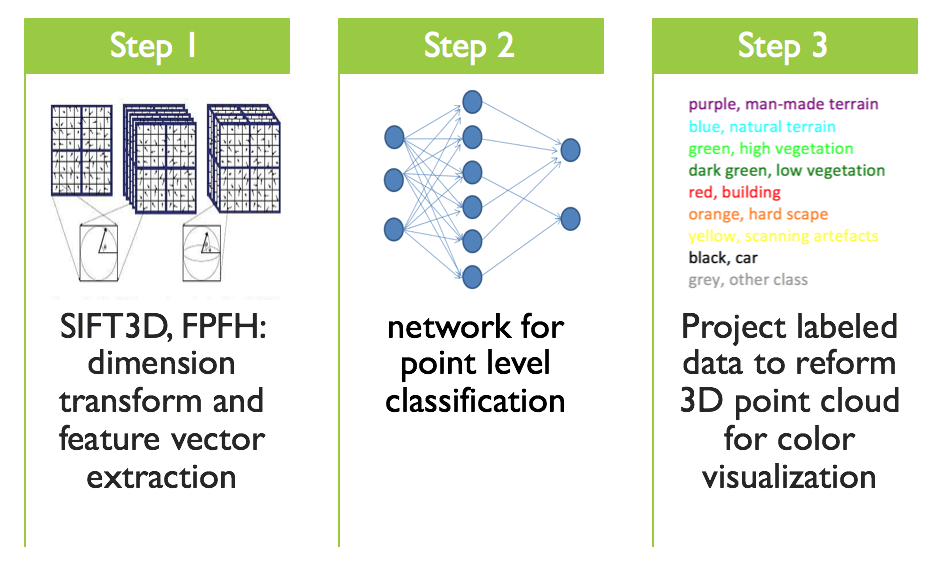 Step 1
SIFT3D, FPFH:
dimension
transform and
feature vector
extraction
Step 2
network for
point level
classification
Step 3
purple, man-made terrain
blue, natural terrain
green, high vegetation
dark green, low vegetation
red, building
orange, hard scape
yellow, scanning artefacts
black, car
grey, other class
Project labeled
data to reform
3D point cloud
for color
visualization